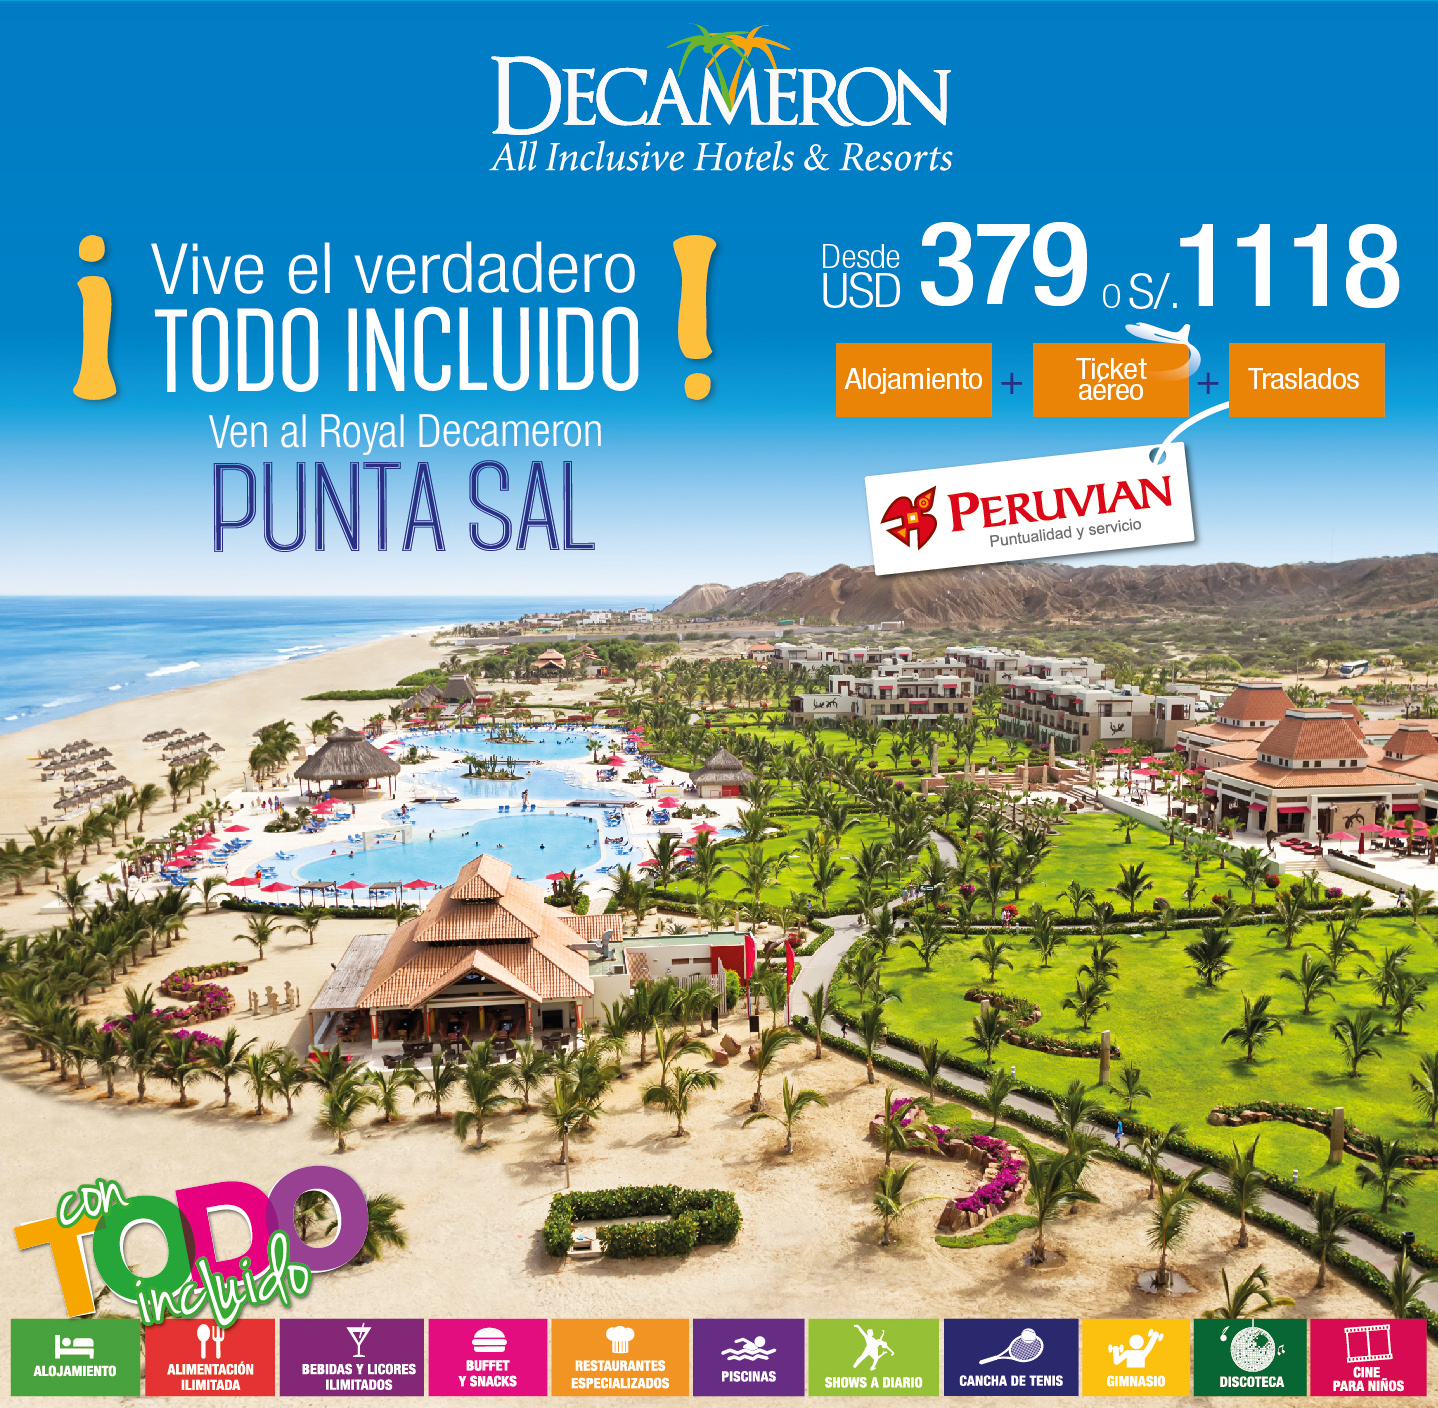 DECAMERON
All Inclusive Hotels & Resorts
¡Vive el verdadero
TODO INCLUIDO!
Ven al Royal Decameron
PUNTA SAL
Desde
USD 379 o S/. 1118
Alojamiento + Ticket aéreo + Traslados
PERUVIAN
Puntualidad y servicio
con
TODO
incluido
ALOJAMIENTO
ALIMENTACIÓN
ILIMITADA
BEBIDAS Y LICORES
ILIMITADOS
BUFFET
Y SNACKS
RESTAURANTES
ESPECIALIZADOS
PISCINAS
SHOWS A DIARIO
CANCHA DE TENIS
GIMNASIO
DISCOTECA
CINE
PARA NIÑOS